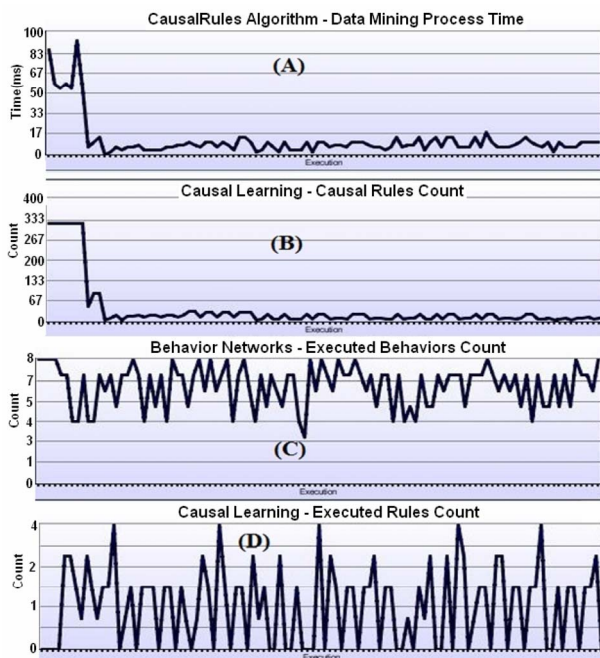 CausalRules Algorithm - Data Mining Process Time
Time(ms)
100
83
67
50
33
17
0
(A)
Execution
Causal Learning - Causal Rules Count
Count
400
333
267
200
133
67
0
(B)
Execution
Behavior Networks - Executed Behaviors Count
Count
8
7
5
4
3
1
0
(C)
Execution
Causal Learning - Executed Rules Count
Count
4
2
1
0
(D)
Execution